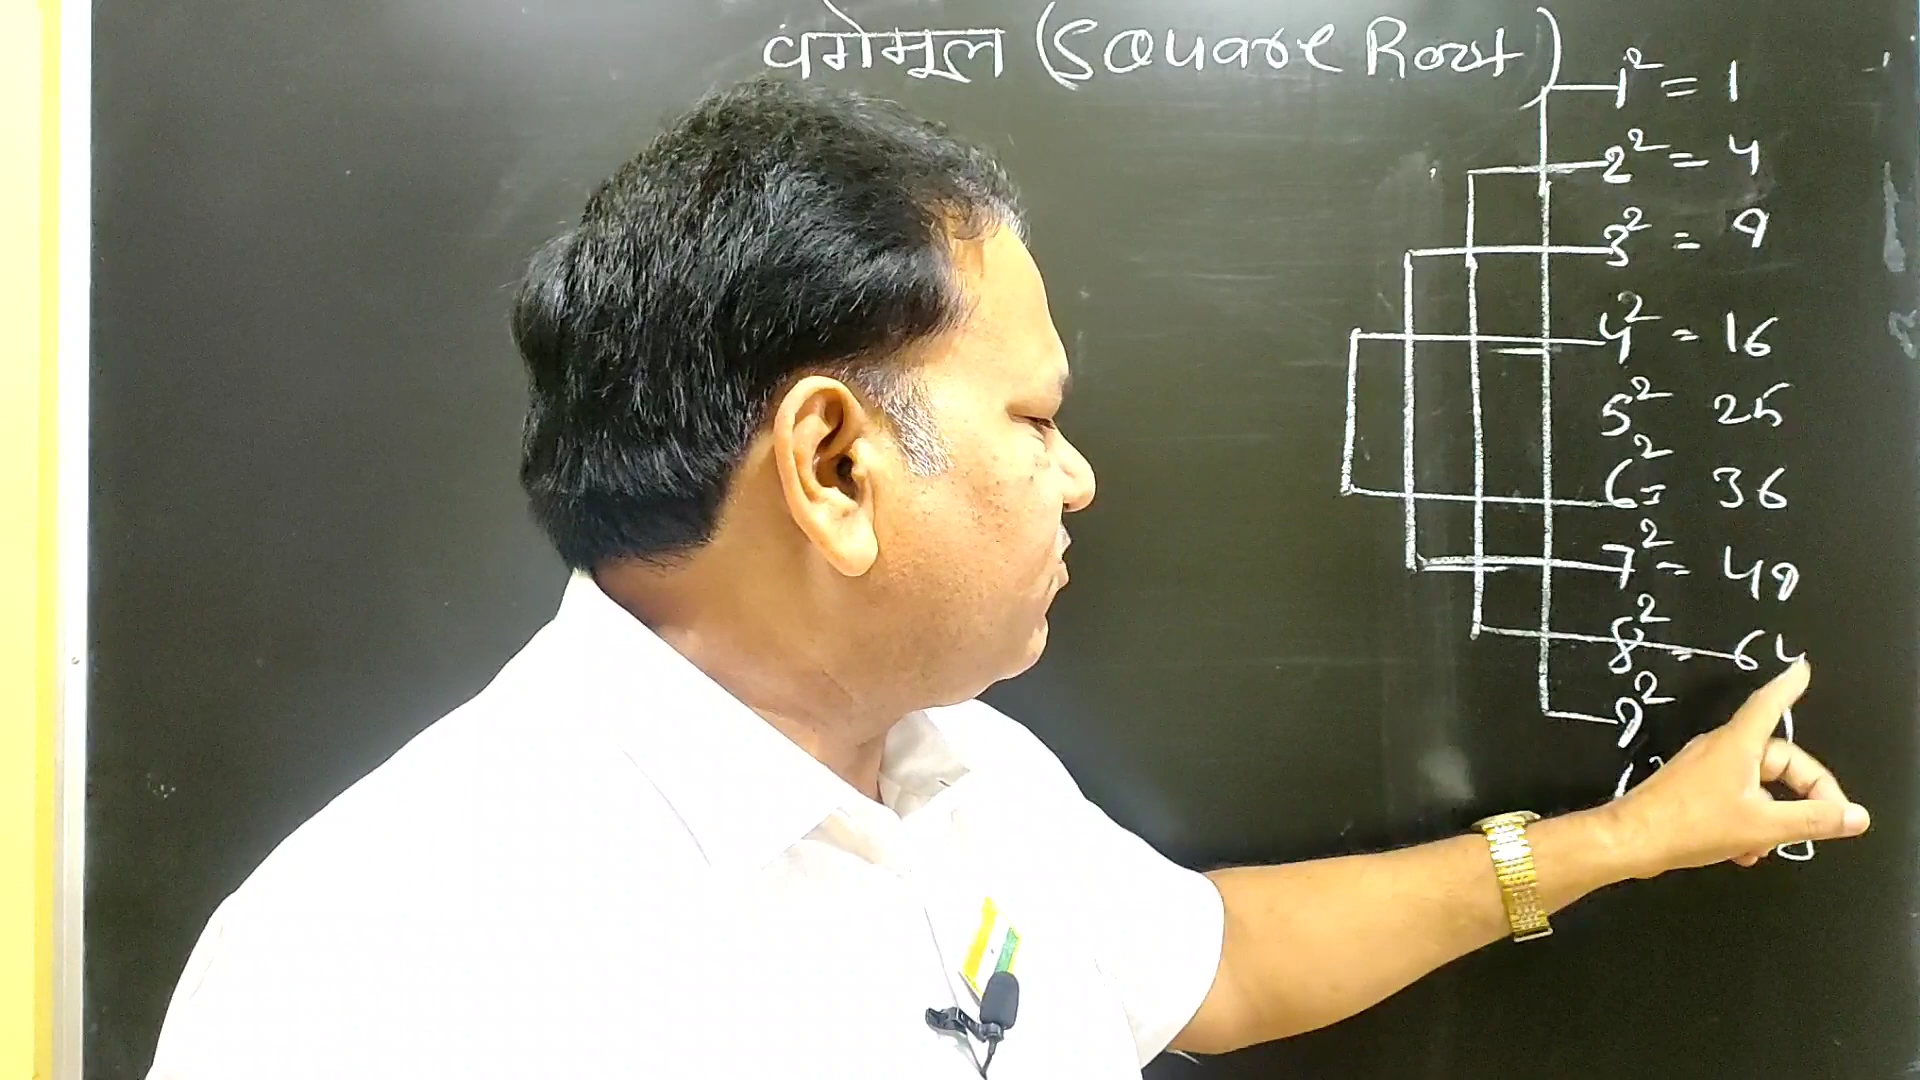 वर्गमूल (Square Root)
1² = 1
2² = 4
3² = 9
4² = 16
5² 25
6² = 36
7² = 49
8² = 64
9² 1